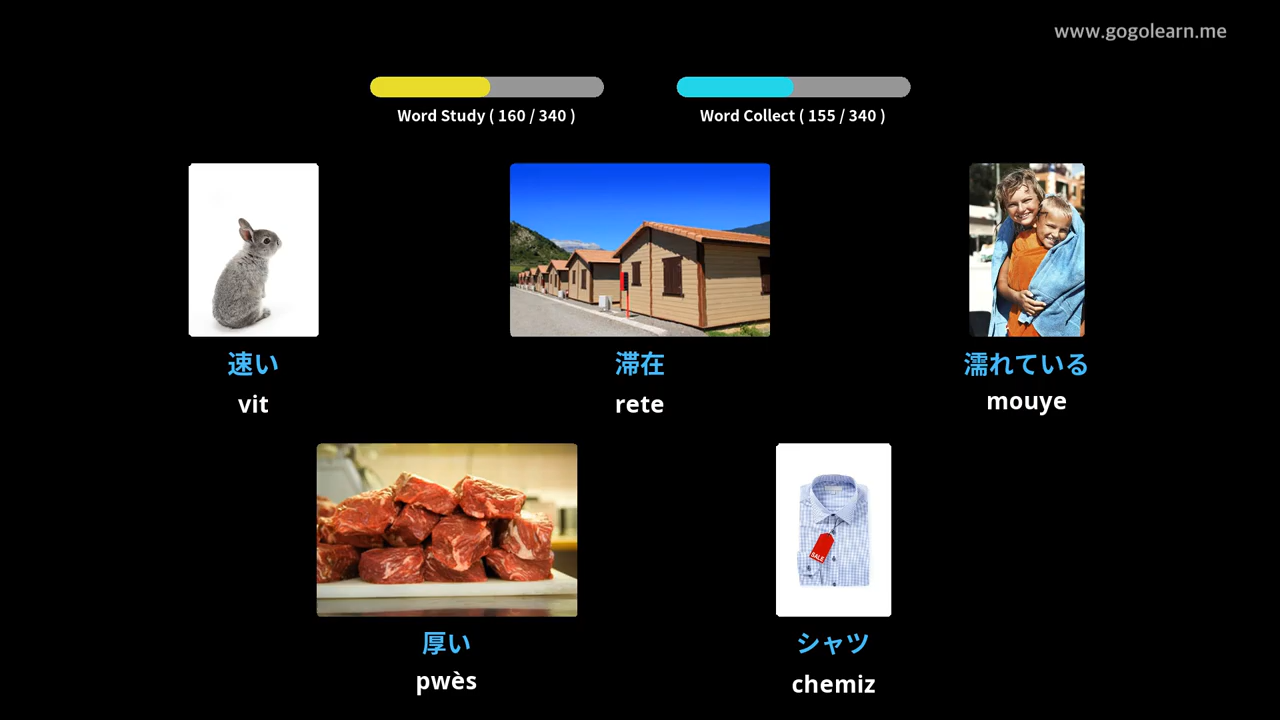 www.gogolearn.me
Word Study ( 160 / 340 )
Word Collect ( 155 / 340 )
速い
vit
滞在
rete
濡れている
mouye
厚い
pwès
シャツ
chemiz
SALE